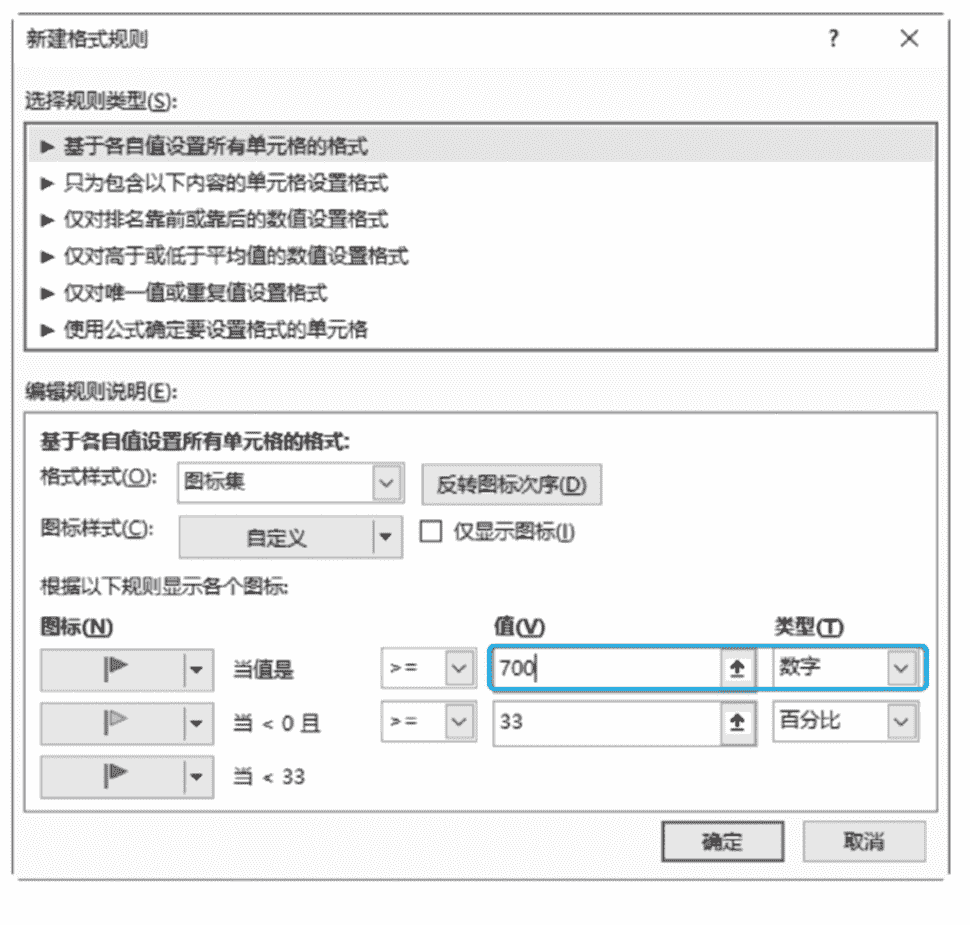 新建格式规则 ? ×
选择规则类型(S):
► 基于各自值设置所有单元格的格式
► 只为包含以下内容的单元格设置格式
► 仅对排名靠前或靠后的数值设置格式
► 仅对高于或低于平均值的数值设置格式
► 仅对唯一值或重复值设置格式
► 使用公式确定要设置格式的单元格
编辑规则说明(E):
基于各自值设置所有单元格的格式:
格式样式(O): 图标集 反转图标次序(D)
图标样式(C): 自定义 仅显示图标(I)
根据以下规则显示各个图标:
图标(N) 值(V) 类型(T)
当值是 >= 700 数字
当 < 0 且 >= 33 百分比
当 < 33
确定 取消